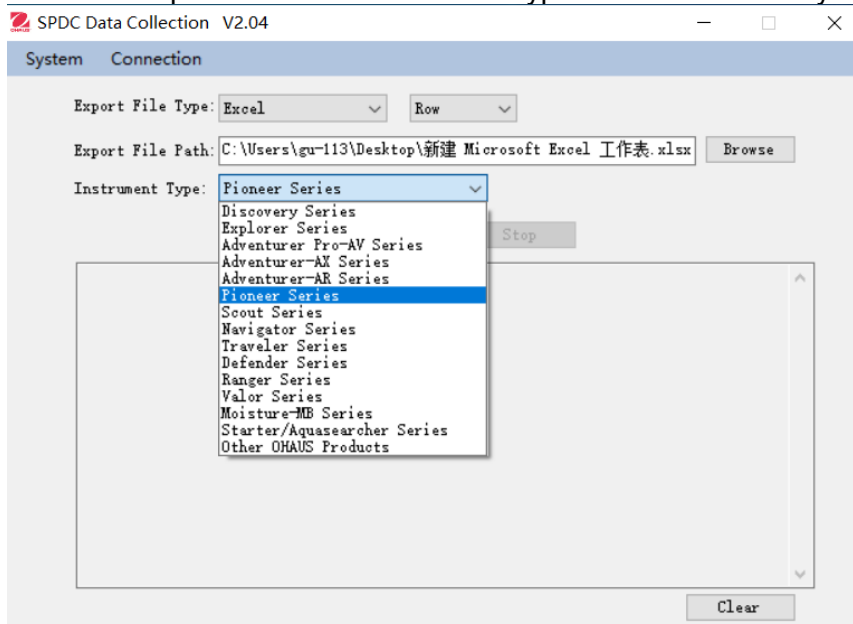 SPDC Data Collection V2.04
System Connection
Export File Type: Excel Row
Export File Path: C:\Users\gu-113\Desktop\新建 Microsoft Excel 工作表.xlsx Browse
Instrument Type: Pioneer Series
Discovery Series
Explorer Series
Stop
Adventurer Pro-AV Series
Adventurer-AX Series
Adventurer-AR Series
Pioneer Series
Scout Series
Navigator Series
Traveler Series
Defender Series
Ranger Series
Valor Series
Moisture-MB Series
Starter/Aquasearcher Series
Other OHAUS Products
Clear